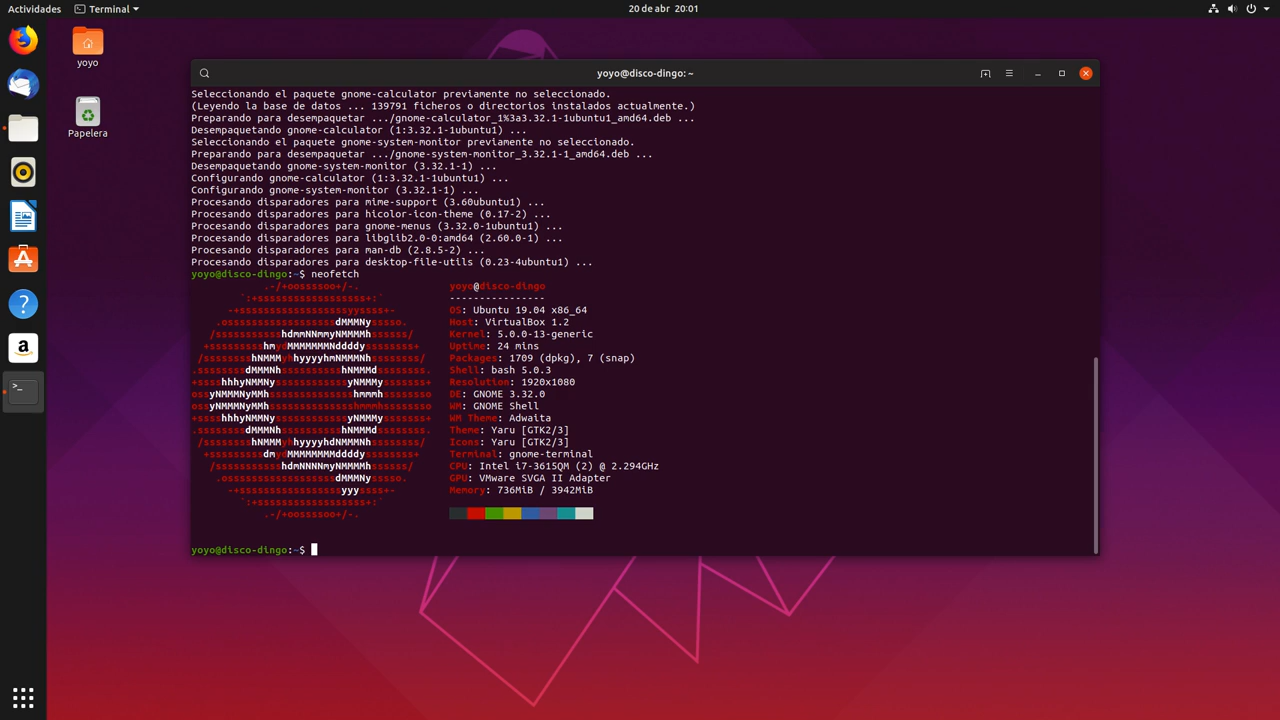 Actividades
Terminal
20 de abr 20:01
yoyo
Papelera
yoyo@disco-dingo: ~
Seleccionando el paquete gnome-calculator previamente no seleccionado.
(Leyendo la base de datos ... 139791 ficheros o directorios instalados actualmente.)
Preparando para desempaquetar .../gnome-calculator_1%3a3.32.1-1ubuntu1_amd64.deb ...
Desempaquetando gnome-calculator (1:3.32.1-1ubuntu1) ...
Seleccionando el paquete gnome-system-monitor previamente no seleccionado.
Preparando para desempaquetar .../gnome-system-monitor_3.32.1-1_amd64.deb ...
Desempaquetando gnome-system-monitor (3.32.1-1) ...
Configurando gnome-calculator (1:3.32.1-1ubuntu1) ...
Configurando gnome-system-monitor (3.32.1-1) ...
Procesando disparadores para mime-support (3.60ubuntu1) ...
Procesando disparadores para hicolor-icon-theme (0.17-2) ...
Procesando disparadores para gnome-menus (3.32.0-1ubuntu1) ...
Procesando disparadores para libglib2.0-0:amd64 (2.60.0-1) ...
Procesando disparadores para man-db (2.8.5-2) ...
Procesando disparadores para desktop-file-utils (0.23-4ubuntu1) ...
yoyo@disco-dingo:~$ neofetch
yoyo@disco-dingo
----------------
OS: Ubuntu 19.04 x86_64
Host: VirtualBox 1.2
Kernel: 5.0.0-13-generic
Uptime: 24 mins
Packages: 1709 (dpkg), 7 (snap)
Shell: bash 5.0.3
Resolution: 1920x1080
DE: GNOME 3.32.0
WM: GNOME Shell
WM Theme: Adwaita
Theme: Yaru [GTK2/3]
Icons: Yaru [GTK2/3]
Terminal: gnome-terminal
CPU: Intel i7-3615QM (2) @ 2.294GHz
GPU: VMware SVGA II Adapter
Memory: 736MiB / 3942MiB
yoyo@disco-dingo:~$